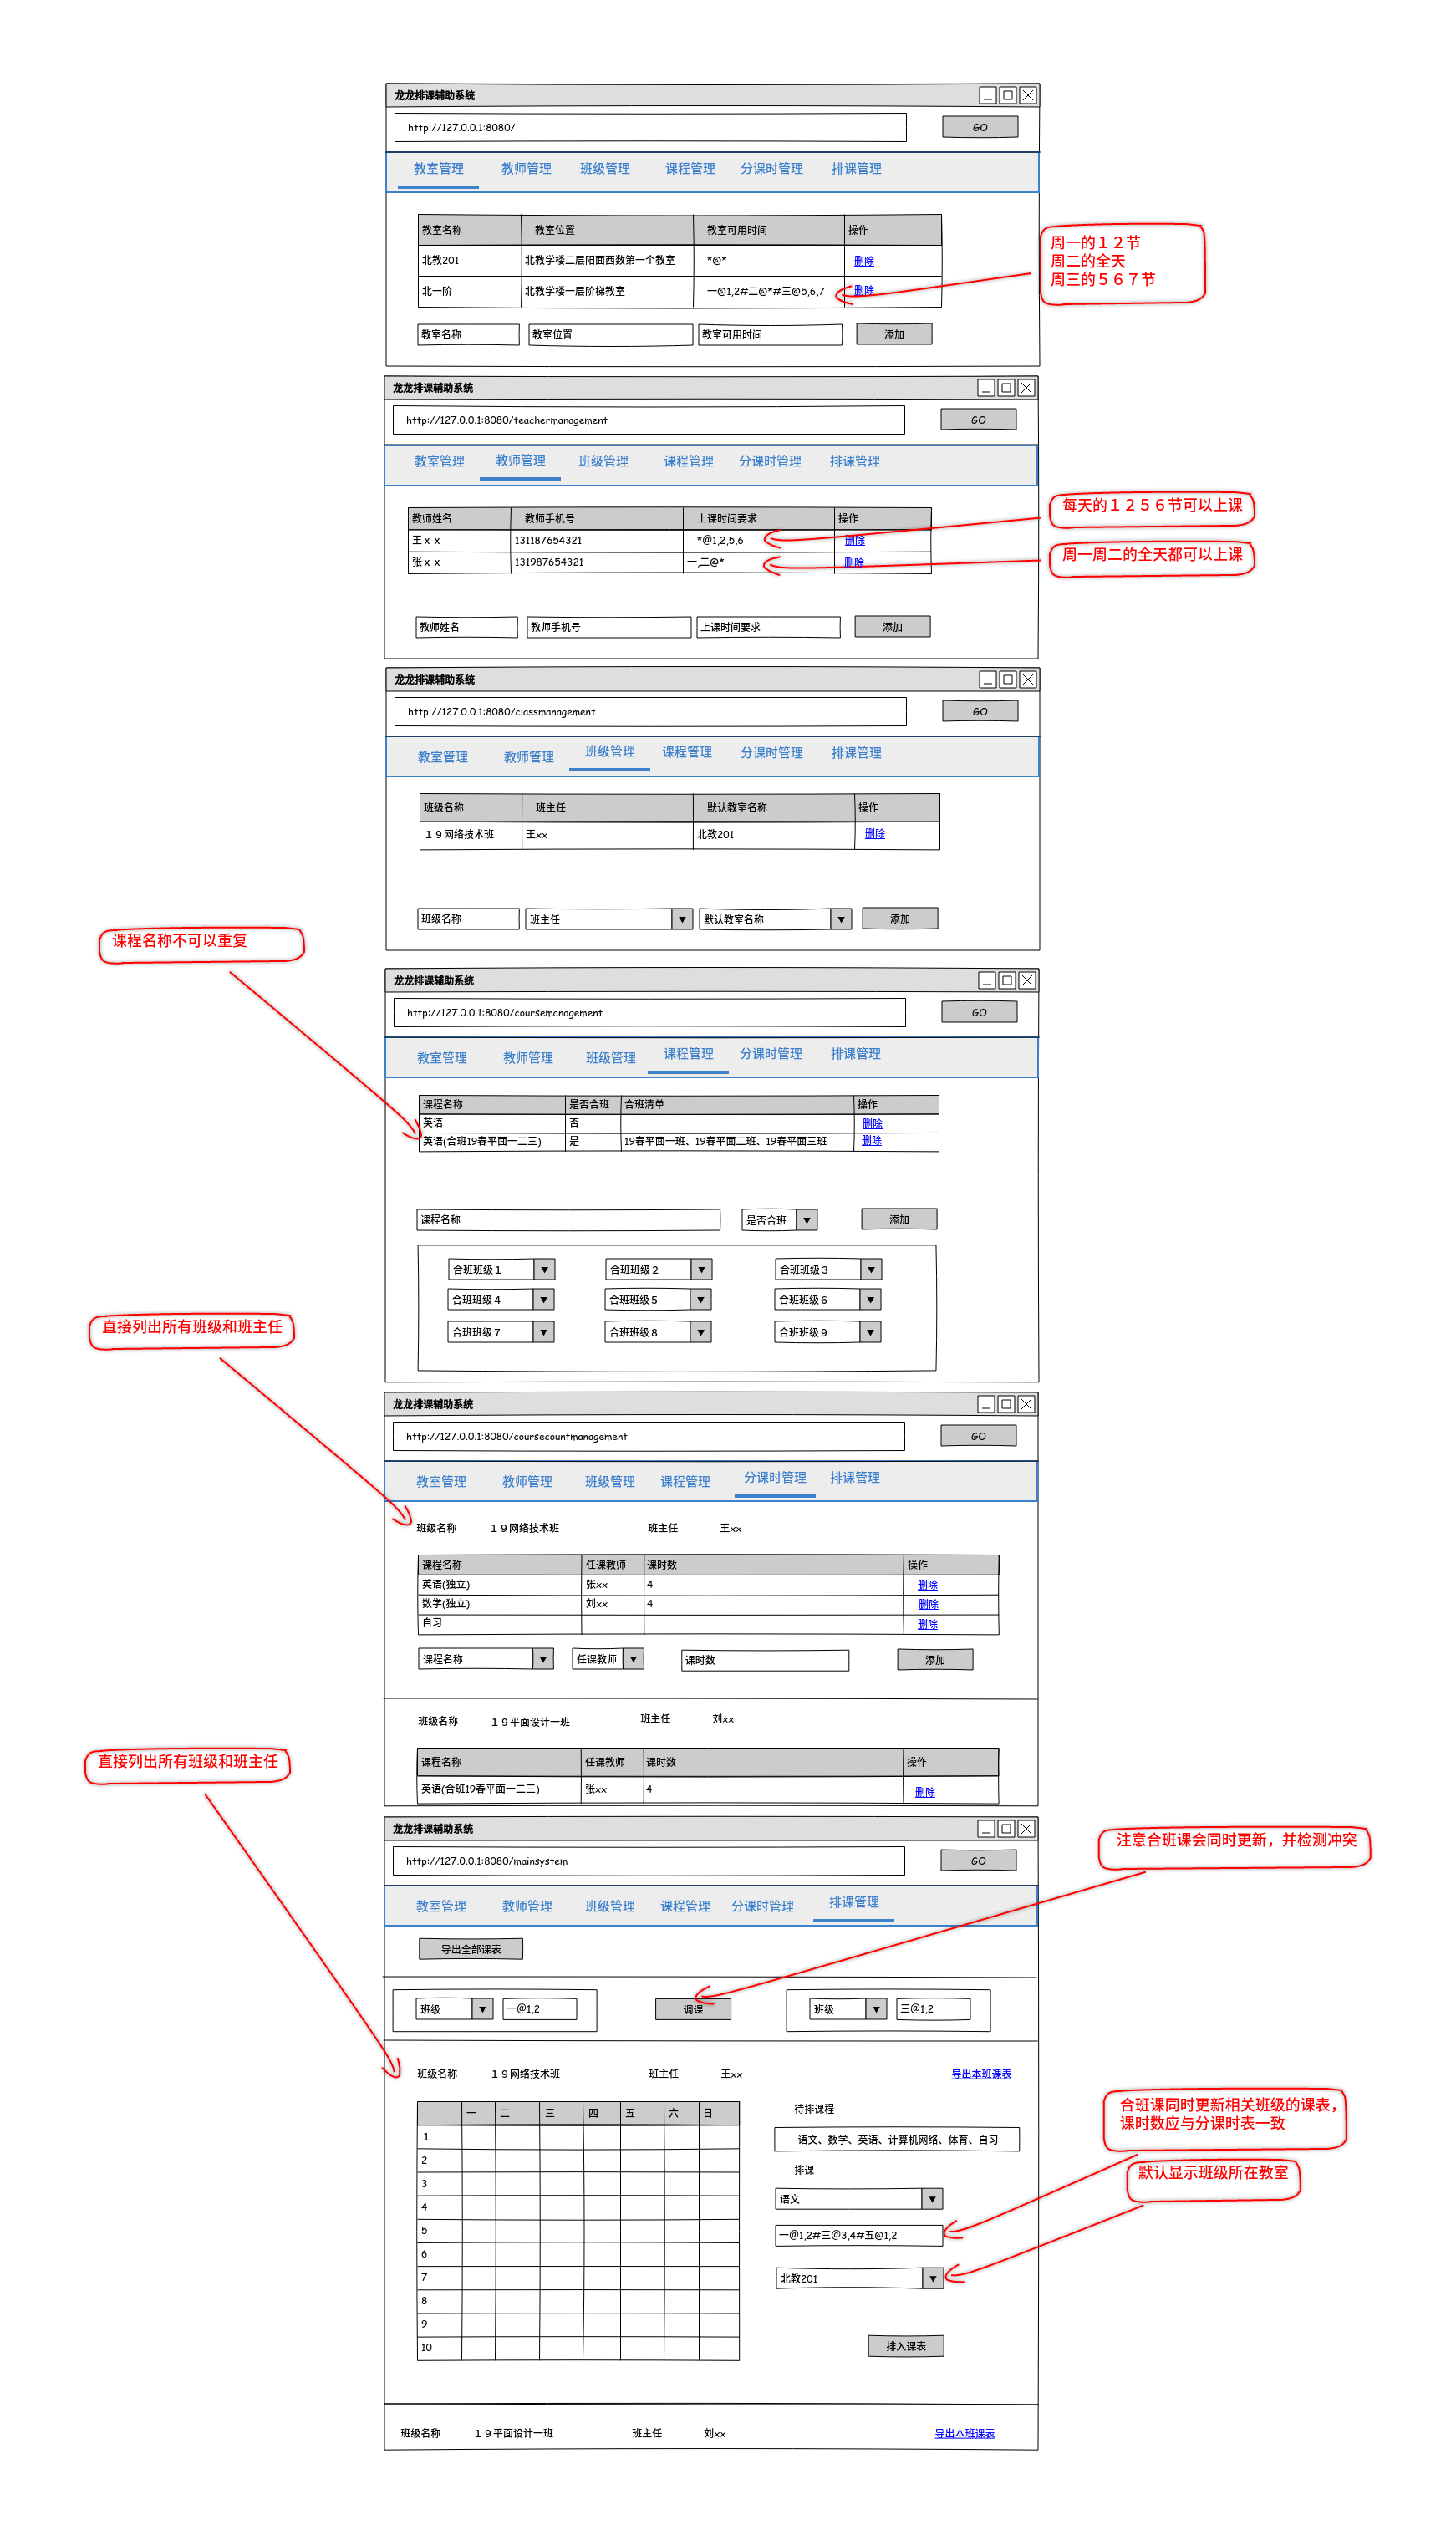 龙龙排课辅助系统
http://127.0.0.1:8080/
GO
教室管理 教师管理 班级管理 课程管理 分课时管理 排课管理
教室名称 教室位置 教室可用时间 操作
北教201 北教学楼二层阳面西数第一个教室 *@* 删除
北一阶 北教学楼一层阶梯教室 一@1,2#二@*#三@5,6,7 删除
教室名称 教室位置 教室可用时间 添加
周一的１２节
周二的全天
周三的５６７节
龙龙排课辅助系统
http://127.0.0.1:8080/teachermanagement
GO
教室管理 教师管理 班级管理 课程管理 分课时管理 排课管理
教师姓名 教师手机号 上课时间要求 操作
王ｘｘ 131187654321 *@1,2,5,6 删除
张ｘｘ 131987654321 一,二@* 删除
教师姓名 教师手机号 上课时间要求 添加
每天的１２５６节可以上课
周一周二的全天都可以上课
龙龙排课辅助系统
http://127.0.0.1:8080/classmanagement
GO
教室管理 教师管理 班级管理 课程管理 分课时管理 排课管理
班级名称 班主任 默认教室名称 操作
１９网络技术班 王xx 北教201 删除
班级名称 班主任 默认教室名称 添加
课程名称不可以重复
龙龙排课辅助系统
http://127.0.0.1:8080/coursemanagement
GO
教室管理 教师管理 班级管理 课程管理 分课时管理 排课管理
课程名称 是否合班 合班清单 操作
英语 否 删除
英语(合班19春平面一二三) 是 19春平面一班、19春平面二班、19春平面三班 删除
课程名称 是否合班 添加
合班班级１ 合班班级２ 合班班级３
合班班级４ 合班班级５ 合班班级６
合班班级７ 合班班级８ 合班班级９
直接列出所有班级和班主任
龙龙排课辅助系统
http://127.0.0.1:8080/coursecountmanagement
GO
教室管理 教师管理 班级管理 课程管理 分课时管理 排课管理
班级名称 １９网络技术班 班主任 王xx
课程名称 任课教师 课时数 操作
英语(独立) 张xx 4 删除
数学(独立) 刘xx 4 删除
自习 删除
课程名称 任课教师 课时数 添加
班级名称 １９平面设计一班 班主任 刘xx
课程名称 任课教师 课时数 操作
英语(合班19春平面一二三) 张xx 4 删除
直接列出所有班级和班主任
龙龙排课辅助系统
http://127.0.0.1:8080/mainsystem
GO
教室管理 教师管理 班级管理 课程管理 分课时管理 排课管理
注意合班课会同时更新，并检测冲突
导出全部课表
班级 一@1,2 调课 班级 三@1,2
班级名称 １９网络技术班 班主任 王xx 导出本班课表
一 二 三 四 五 六 日
1
2
3
4
5
6
7
8
9
10
待排课程
语文、数学、英语、计算机网络、体育、自习
排课
语文
一@1,2#三@3,4#五@1,2
北教201
排入课表
合班课同时更新相关班级的课表，
课时数应与分课时表一致
默认显示班级所在教室
班级名称 １９平面设计一班 班主任 刘xx 导出本班课表